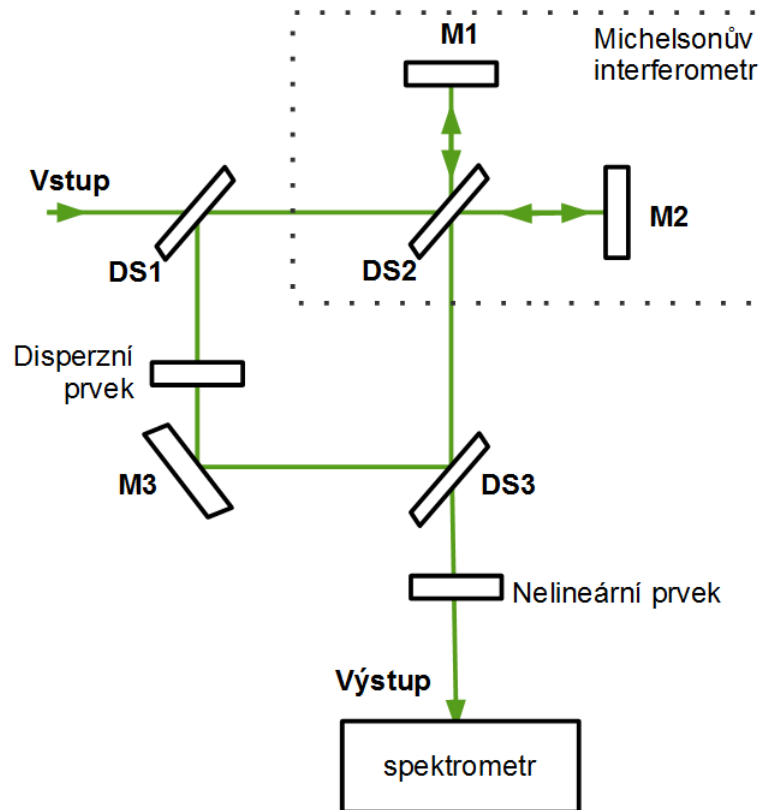 M1
Michelsonův
interferometr
Vstup
M2
DS1
DS2
Disperzní
prvek
M3
DS3
Nelineární prvek
Výstup
spektrometr